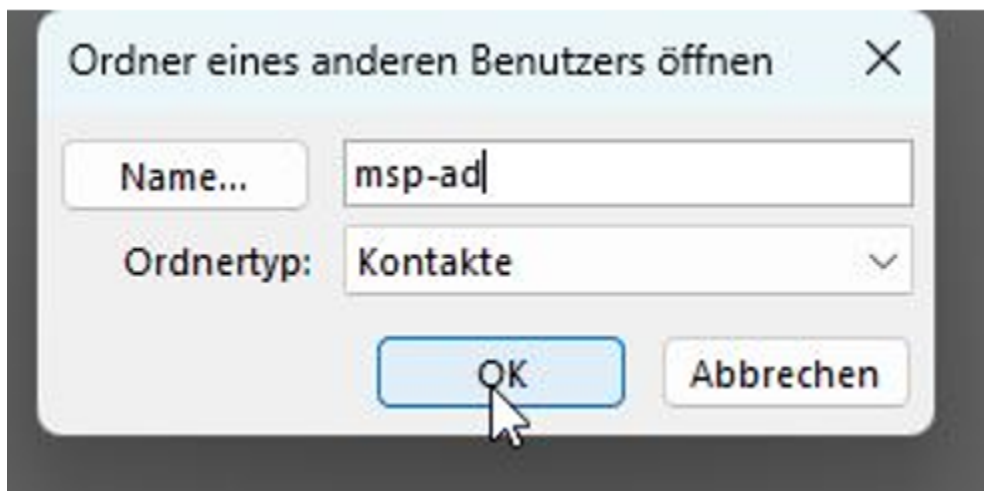 Ordner eines anderen Benutzers öffnen
Name... msp-ad
Ordnertyp: Kontakte
OK Abbrechen